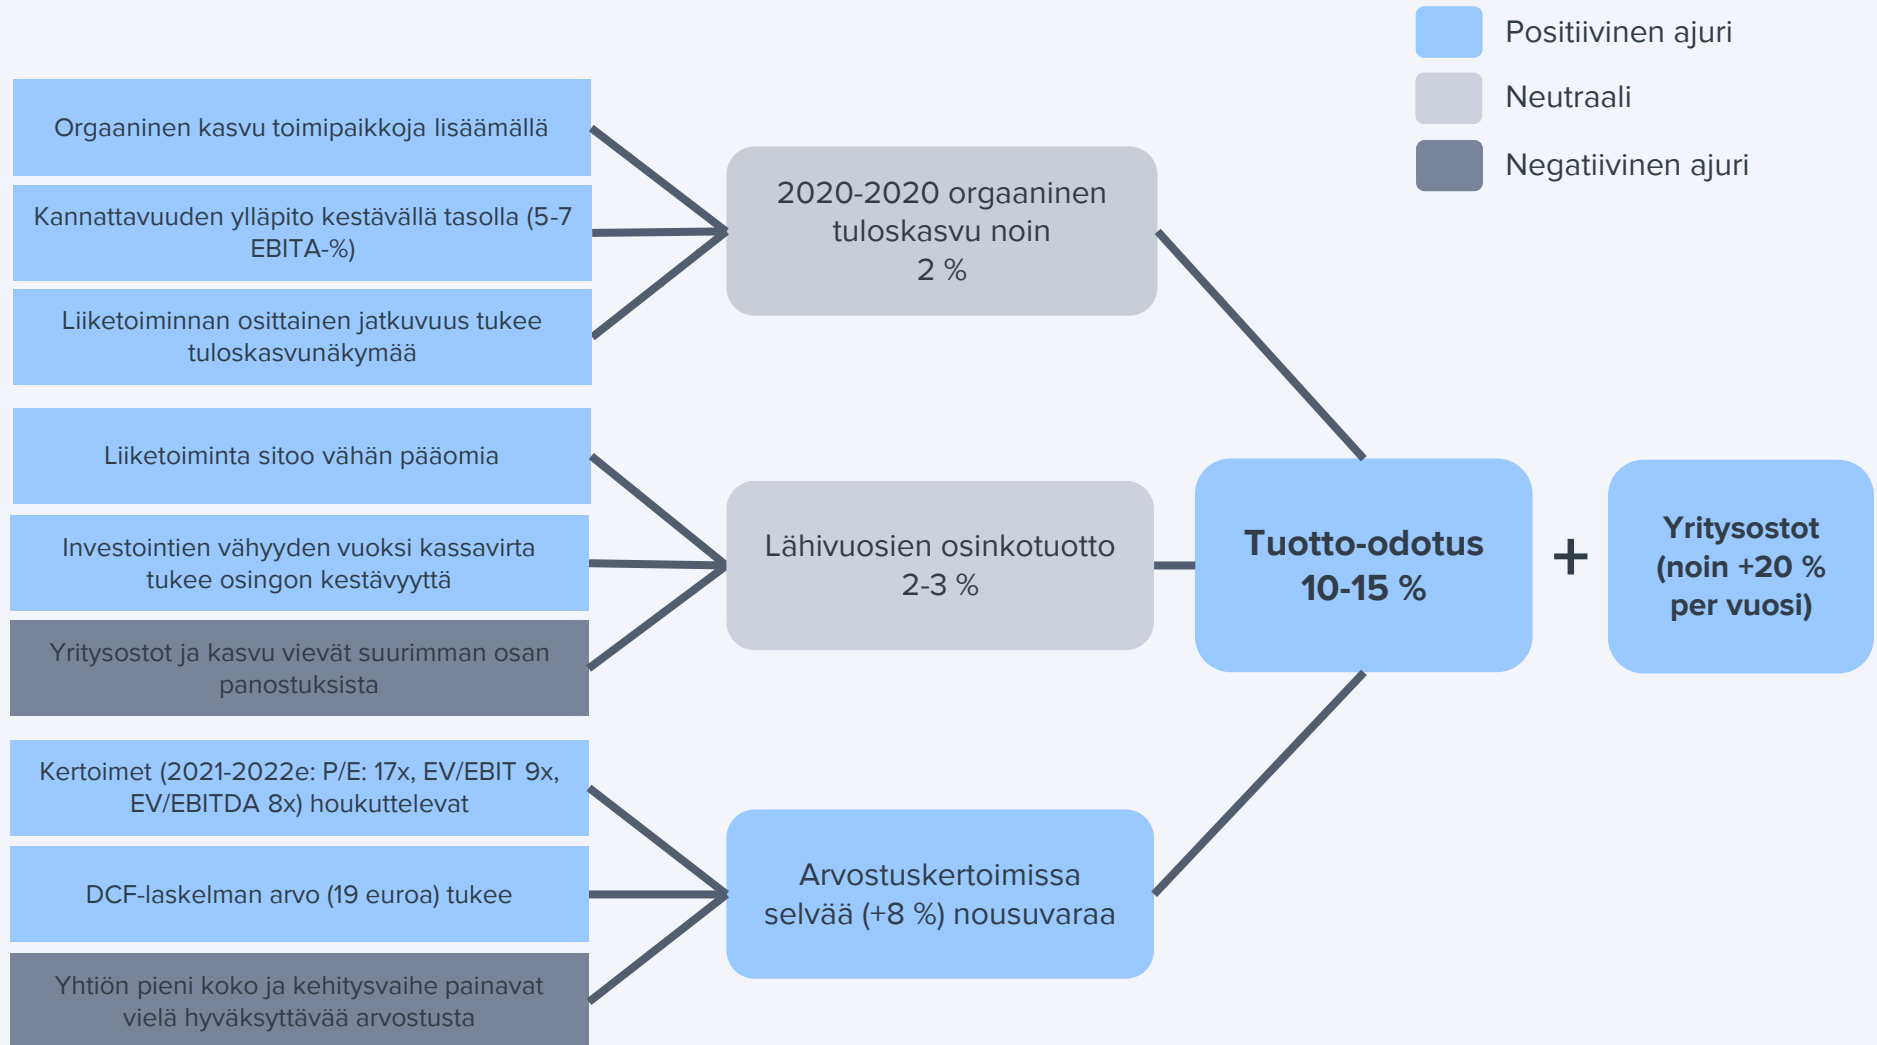 Positiivinen ajuri
Neutraali
Negatiivinen ajuri
Orgaaninen kasvu toimipaikkoja lisäämällä
Kannattavuuden ylläpito kestävällä tasolla (5-7
EBITA-%)
Liiketoiminnan osittainen jatkuvuus tukee
tuloskasvunäkymää
2020-2020 orgaaninen
tuloskasvu noin
2 %
Liiketoiminta sitoo vähän pääomia
Investointien vähyyden vuoksi kassavirta
tukee osingon kestävyyttä
Yritysostot ja kasvu vievät suurimman osan
panostuksista
Lähivuosien osinkotuotto
2-3 %
Kertoimet (2021-2022e: P/E: 17x, EV/EBIT 9x,
EV/EBITDA 8x) houkuttelevat
DCF-laskelman arvo (19 euroa) tukee
Yhtiön pieni koko ja kehitysvaihe painavat
vielä hyväksyttävää arvostusta
Arvostuskertoimissa
selvää (+8 %) nousuvaraa
Tuotto-odotus
10-15 %
+
Yritysostot
(noin +20 %
per vuosi)